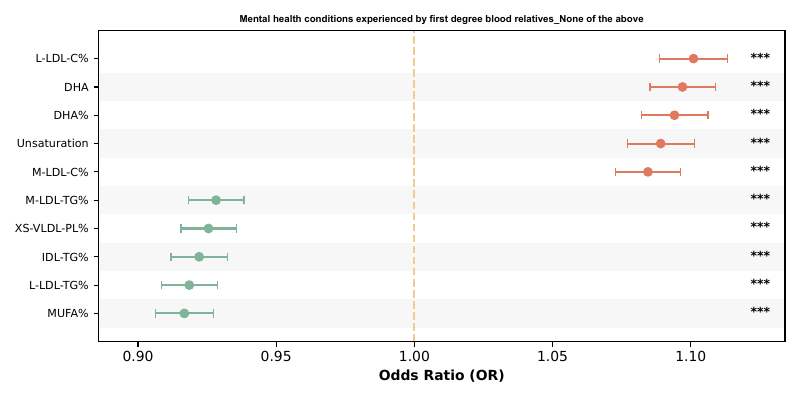 Mental health conditions experienced by first degree blood relatives_None of the above
L-LDL-C% ***
DHA ***
DHA% ***
Unsaturation ***
M-LDL-C% ***
M-LDL-TG% ***
XS-VLDL-PL% ***
IDL-TG% ***
L-LDL-TG% ***
MUFA% ***
0.90 0.95 1.00 1.05 1.10
Odds Ratio (OR)